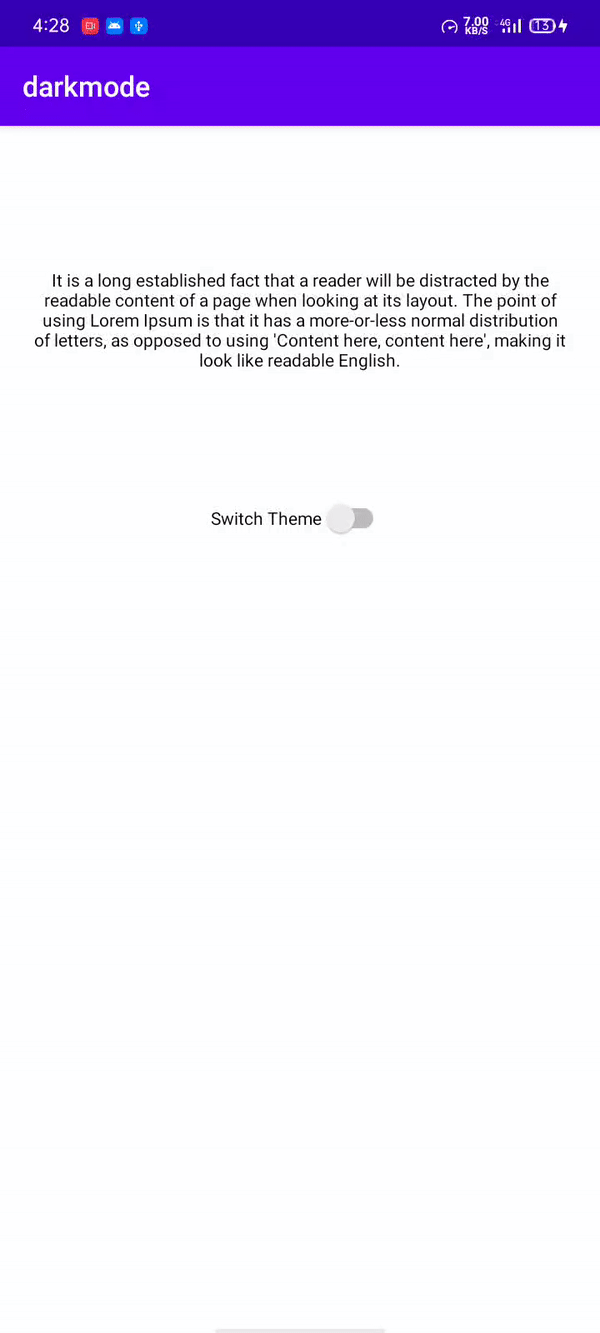 4:28 7.00 KB/S 4G 13
darkmode
It is a long established fact that a reader will be distracted by the
readable content of a page when looking at its layout. The point of
using Lorem Ipsum is that it has a more-or-less normal distribution
of letters, as opposed to using 'Content here, content here', making it
look like readable English.
Switch Theme